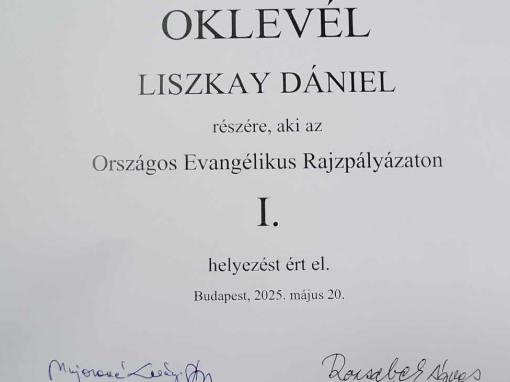 OKLEVÉL
LISZKAY DÁNIEL
részére, aki az
Országos Evangélikus Rajzpályázaton
I.
helyezést ért el.
Budapest, 2025. május 20.